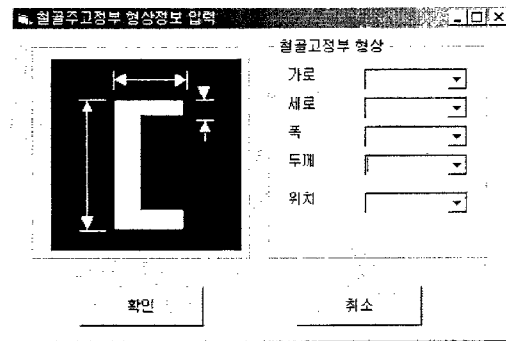 철골주고정부 형상정보 입력
철골고정부 형상
가로
세로
폭
두께
위치
확인
취소